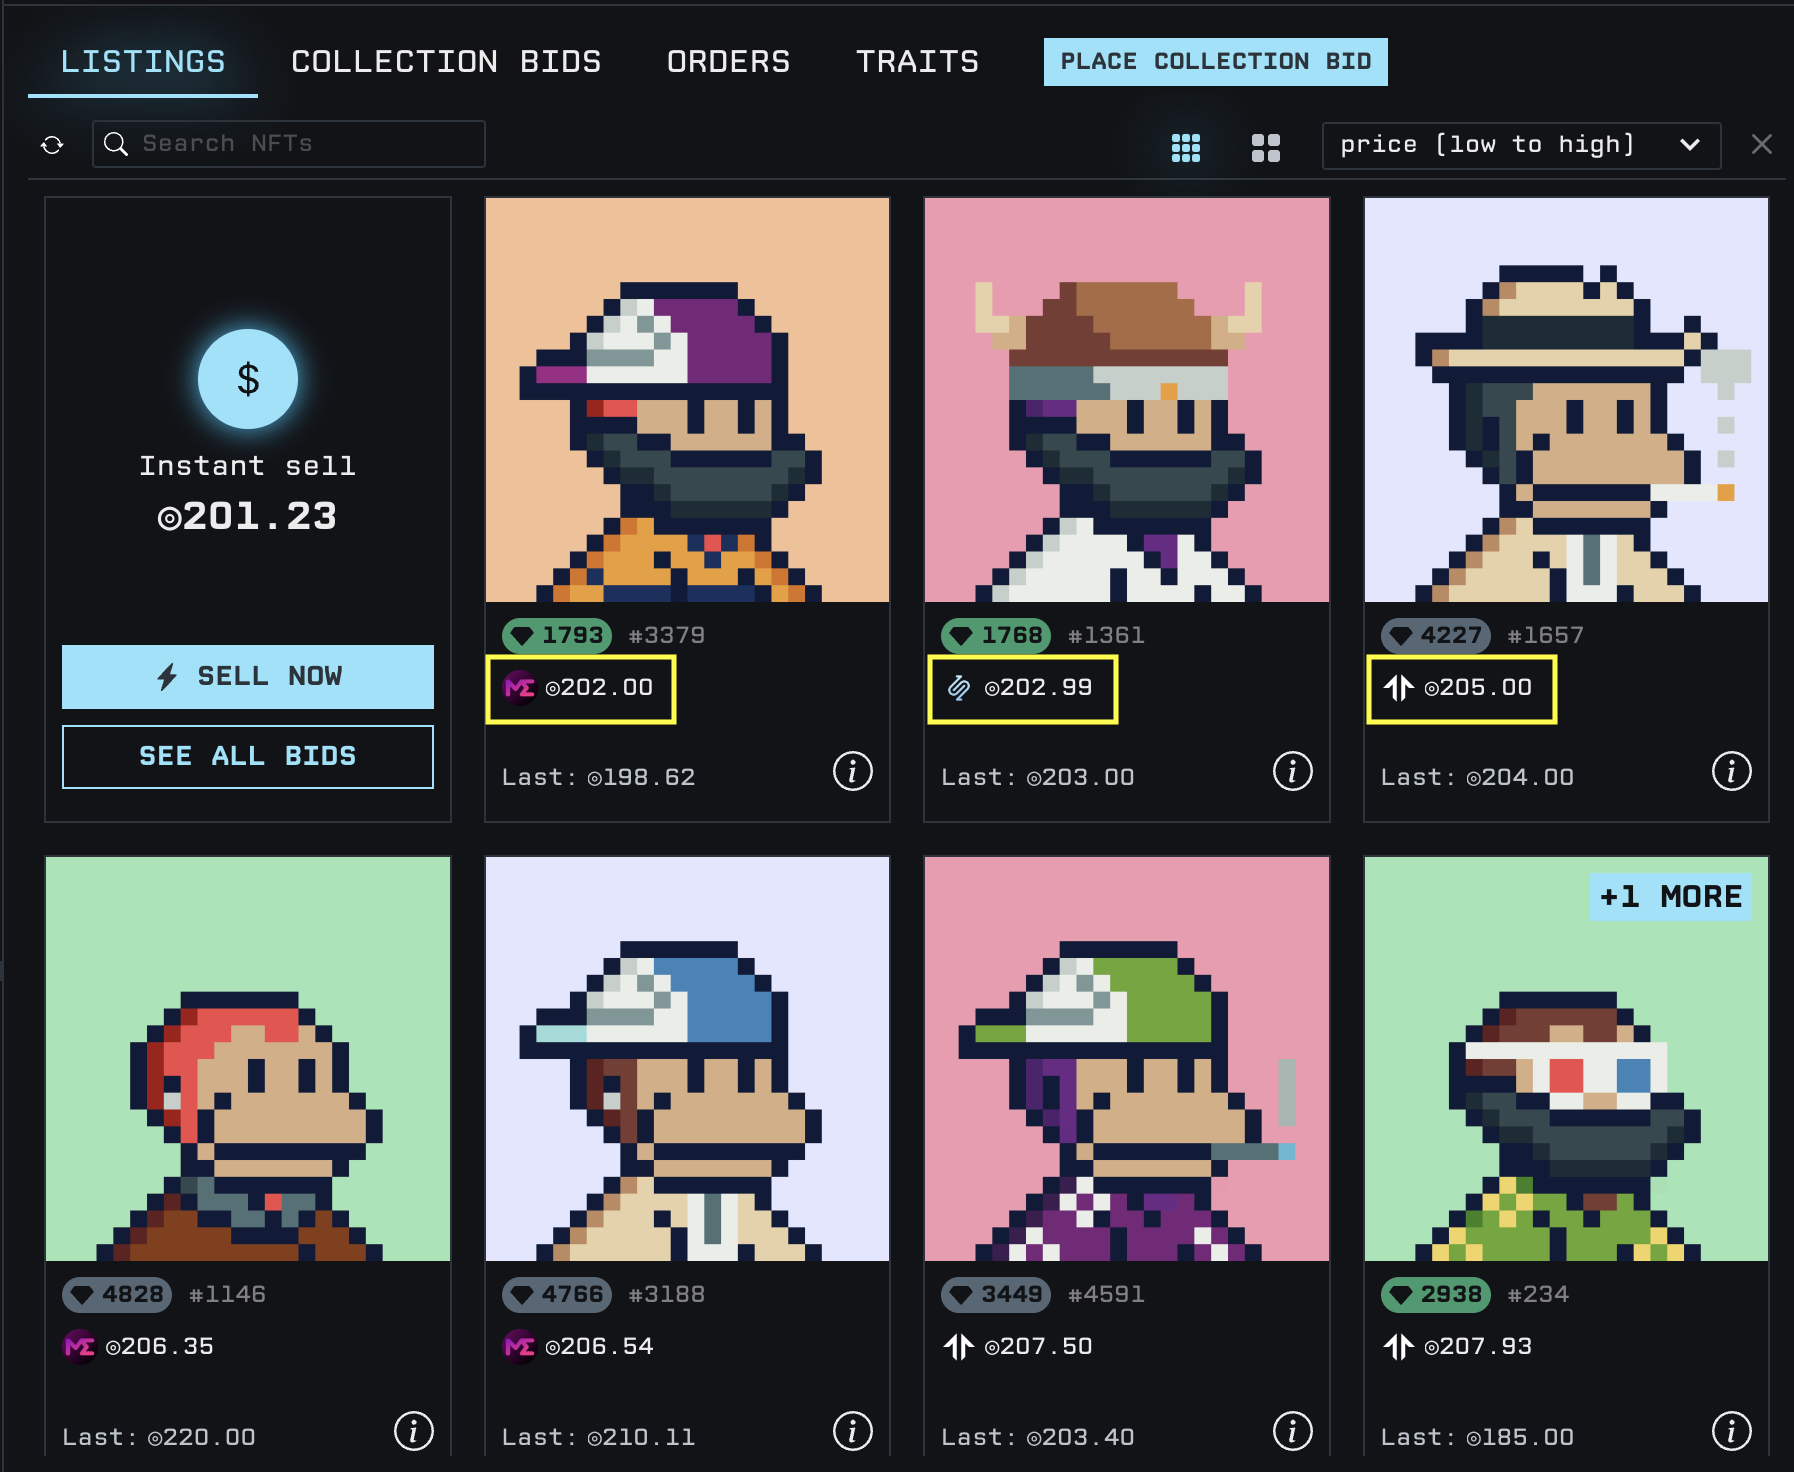 LISTINGS COLLECTION BIDS ORDERS TRAITS PLACE COLLECTION BID
Search NFTs price [low to high]
$
Instant sell
◎201.23
SELL NOW
SEE ALL BIDS
1793 #3379
ME ◎202.00
Last: ◎198.62
1768 #1361
◎202.99
Last: ◎203.00
4227 #1657
◎205.00
Last: ◎204.00
4828 #1146
ME ◎206.35
Last: ◎220.00
4766 #3188
ME ◎206.54
Last: ◎210.11
3449 #4591
◎207.50
Last: ◎203.40
+1 MORE
2938 #234
◎207.93
Last: ◎185.00